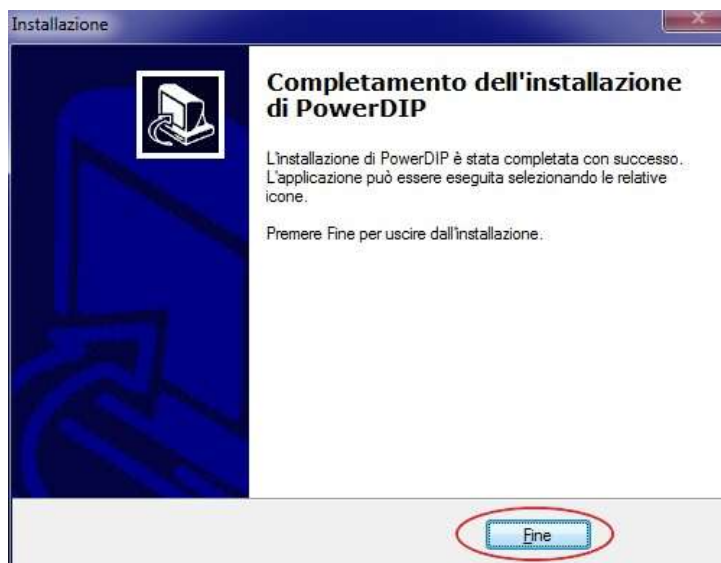 Installazione
Completamento dell'installazione
di PowerDIP
L'installazione di PowerDIP è stata completata con successo.
L'applicazione può essere eseguita selezionando le relative
icone.
Premere Fine per uscire dall'installazione.
Fine